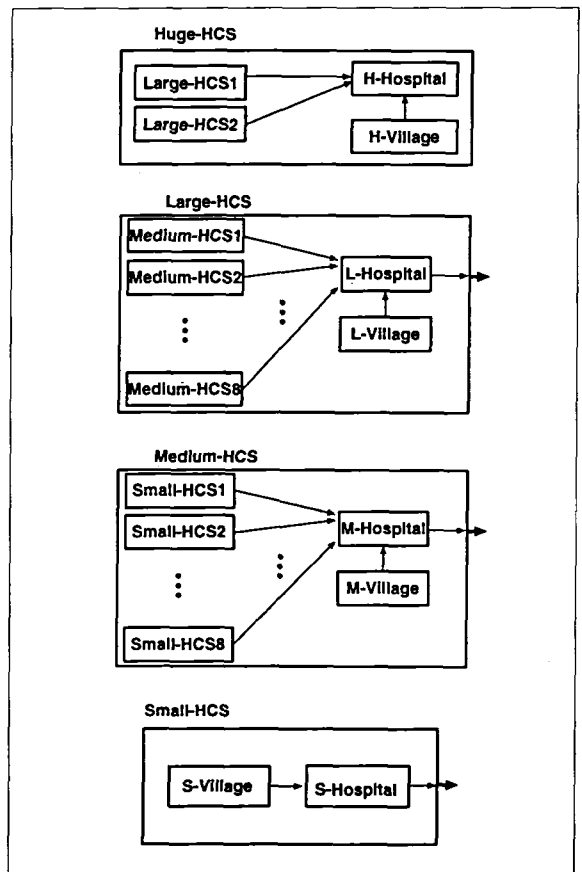 Huge-HCS
Large-HCS1
H-Hospital
Large-HCS2
H-Village
Large-HCS
Medium-HCS1
Medium-HCS2
L-Hospital
L-Village
Medium-HCS8
Medium-HCS
Small-HCS1
Small-HCS2
M-Hospital
M-Village
Small-HCS8
Small-HCS
S-Village
S-Hospital